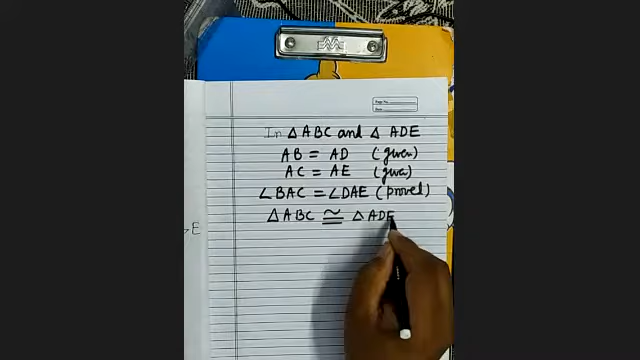 In △ ABC and △ ADE
AB = AD (given)
AC = AE (given)
∠BAC = ∠DAE (proved)
△ ABC ≅ △ ADE
E